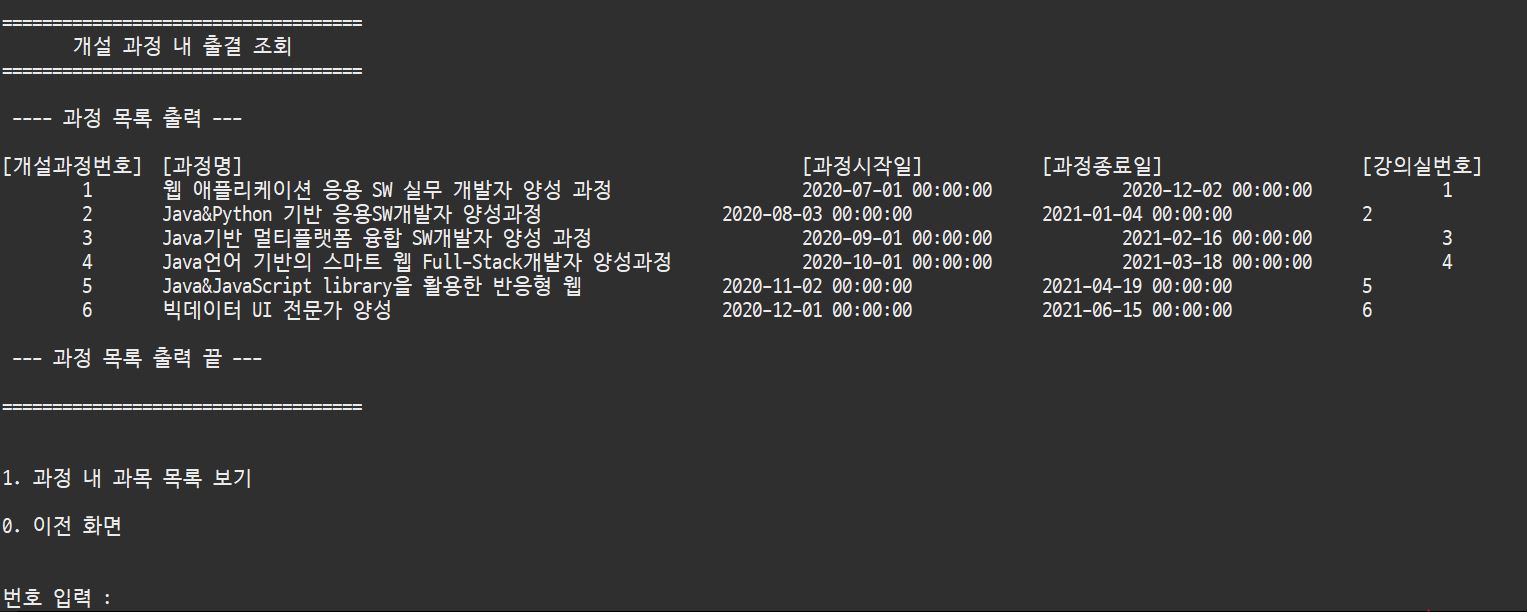 ====================================
개설 과정 내 출결 조회
====================================
---- 과정 목록 출력 ---
[개설과정번호] [과정명] [과정시작일] [과정종료일] [강의실번호]
1 웹 애플리케이션 응용 SW 실무 개발자 양성 과정 2020-07-01 00:00:00 2020-12-02 00:00:00 1
2 Java&Python 기반 응용SW개발자 양성과정 2020-08-03 00:00:00 2021-01-04 00:00:00 2
3 Java기반 멀티플랫폼 융합 SW개발자 양성 과정 2020-09-01 00:00:00 2021-02-16 00:00:00 3
4 Java언어 기반의 스마트 웹 Full-Stack개발자 양성과정 2020-10-01 00:00:00 2021-03-18 00:00:00 4
5 Java&JavaScript library을 활용한 반응형 웹 2020-11-02 00:00:00 2021-04-19 00:00:00 5
6 빅데이터 UI 전문가 양성 2020-12-01 00:00:00 2021-06-15 00:00:00 6
--- 과정 목록 출력 끝 ---
====================================
1. 과정 내 과목 목록 보기
0. 이전 화면
번호 입력 :